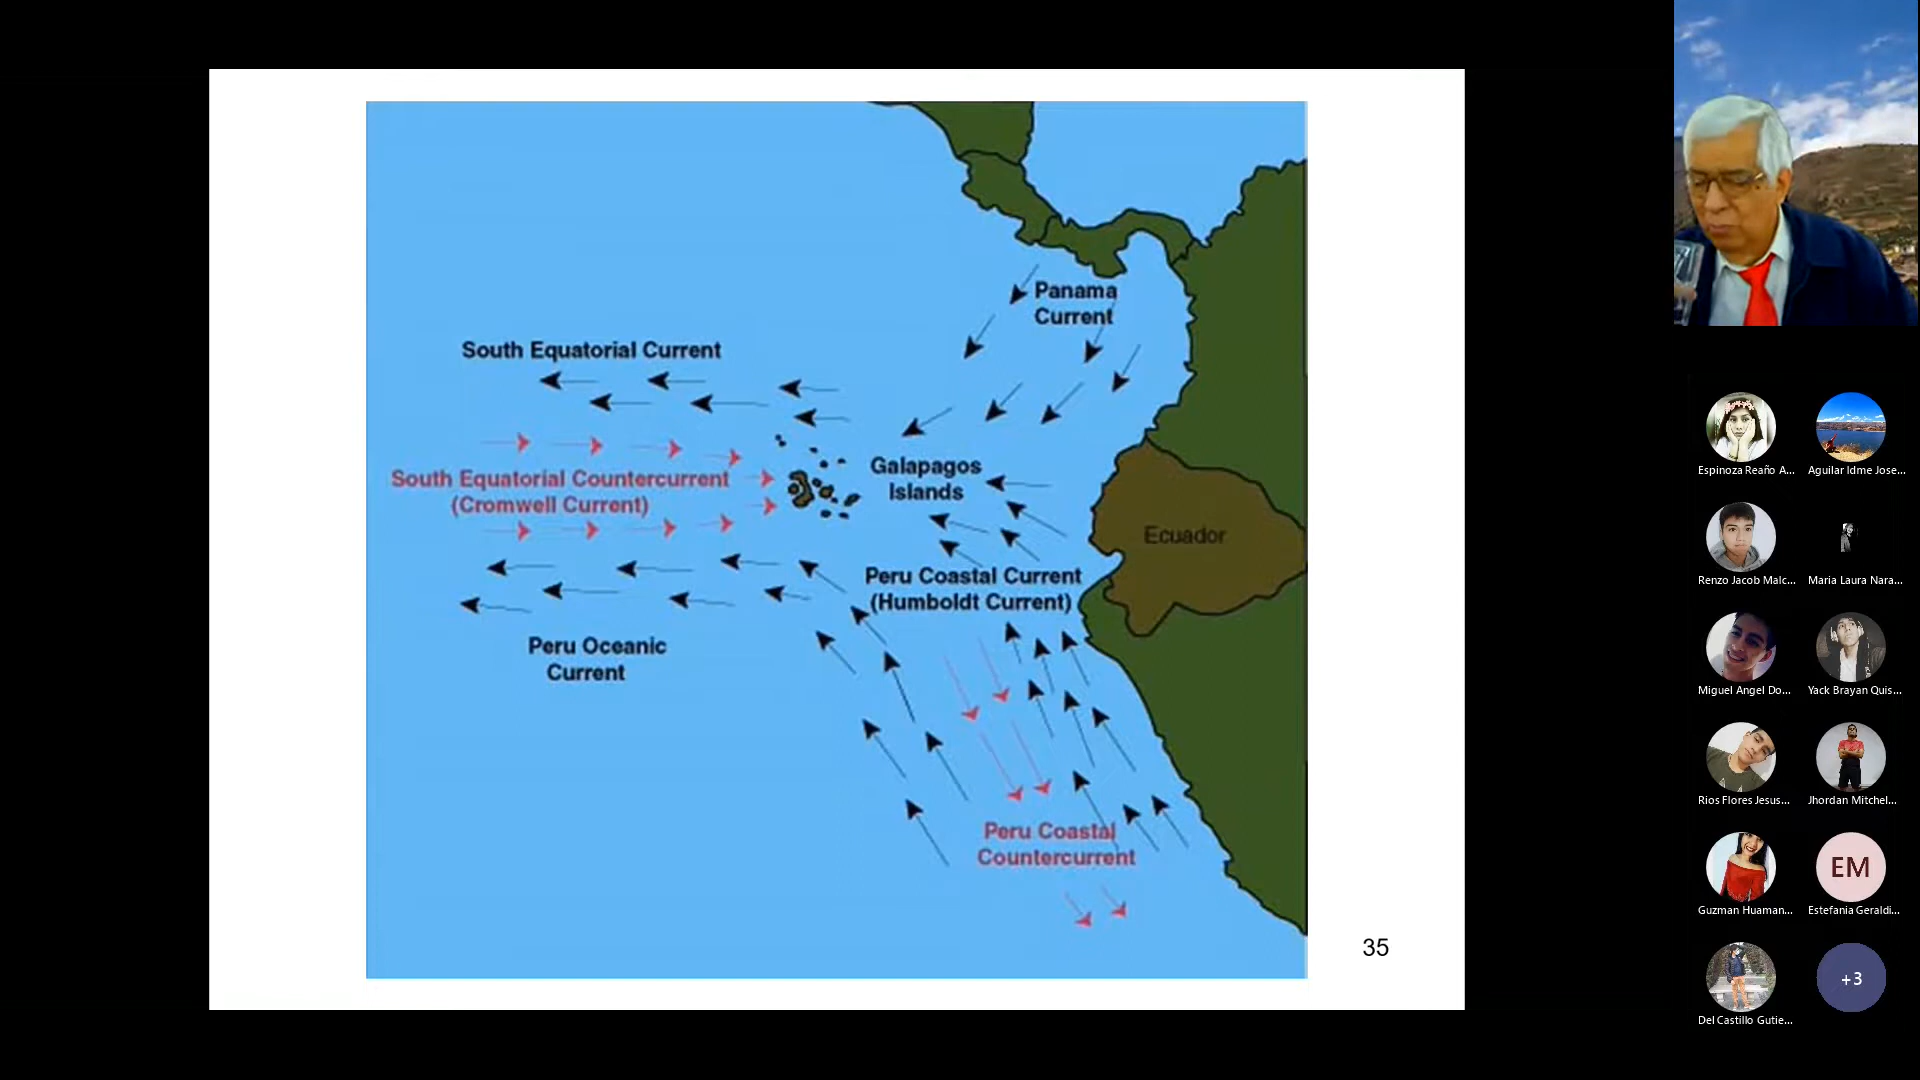 Panama
Current
South Equatorial Current
Galapagos
Islands
South Equatorial Countercurrent
(Cromwell Current)
Ecuador
Peru Coastal Current
(Humboldt Current)
Peru Oceanic
Current
Peru Coastal
Countercurrent
35
Espinoza Reaño A...
Aguilar Idme Jose...
Renzo Jacob Malc...
Maria Laura Nara...
Miguel Angel Do...
Yack Brayan Quis...
Rios Flores Jesus...
Jhordan Mitchel...
Guzman Huaman...
EM
Estefania Geraldi...
+3
Del Castillo Gutie...